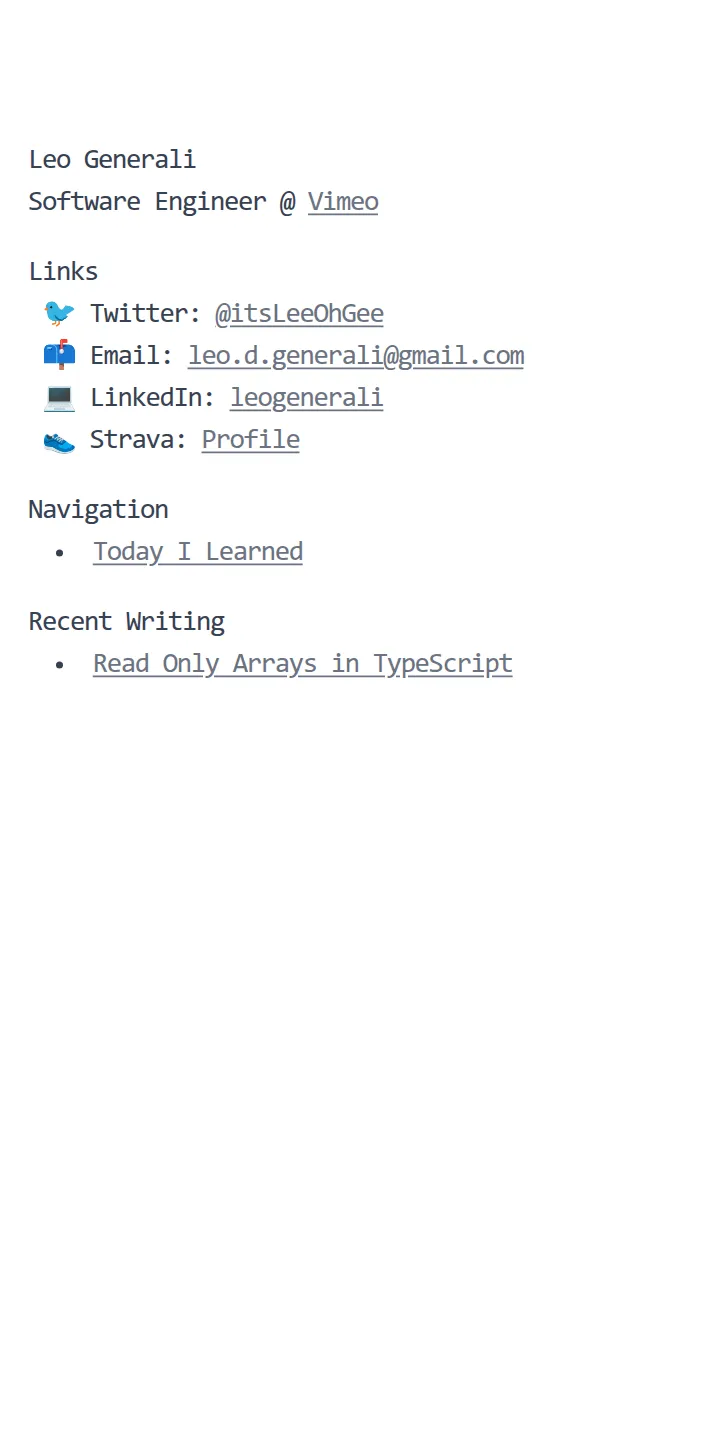 Leo Generali
Software Engineer @ Vimeo
Links
🐦 Twitter: @itsLeeOhGee
📫 Email: leo.d.generali@gmail.com
💻 LinkedIn: leogenerali
👟 Strava: Profile
Navigation
• Today I Learned
Recent Writing
• Read Only Arrays in TypeScript